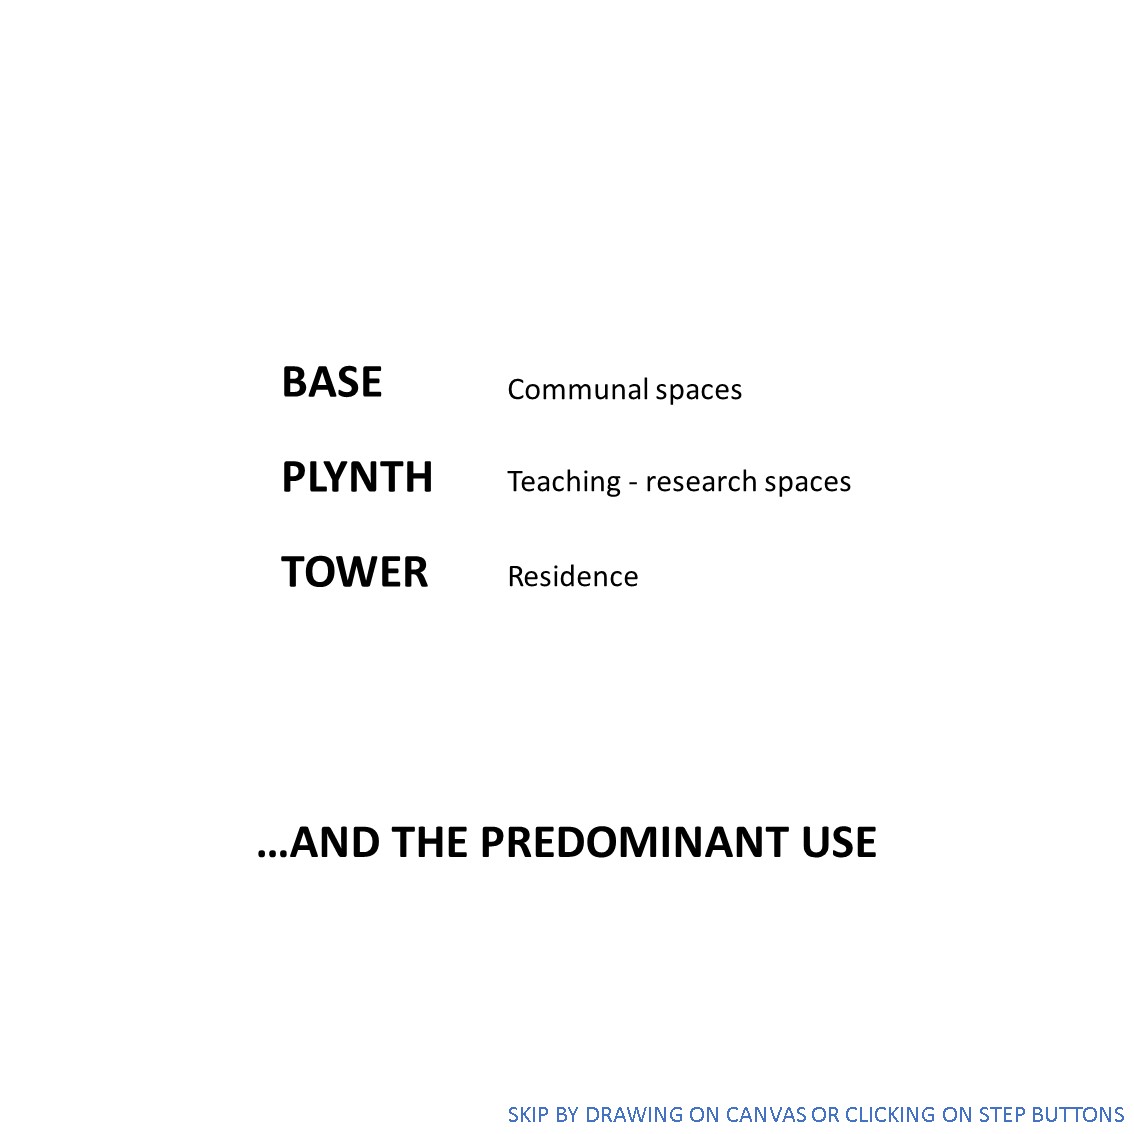 BASE Communal spaces
PLYNTH Teaching - research spaces
TOWER Residence
...AND THE PREDOMINANT USE
SKIP BY DRAWING ON CANVAS OR CLICKING ON STEP BUTTONS